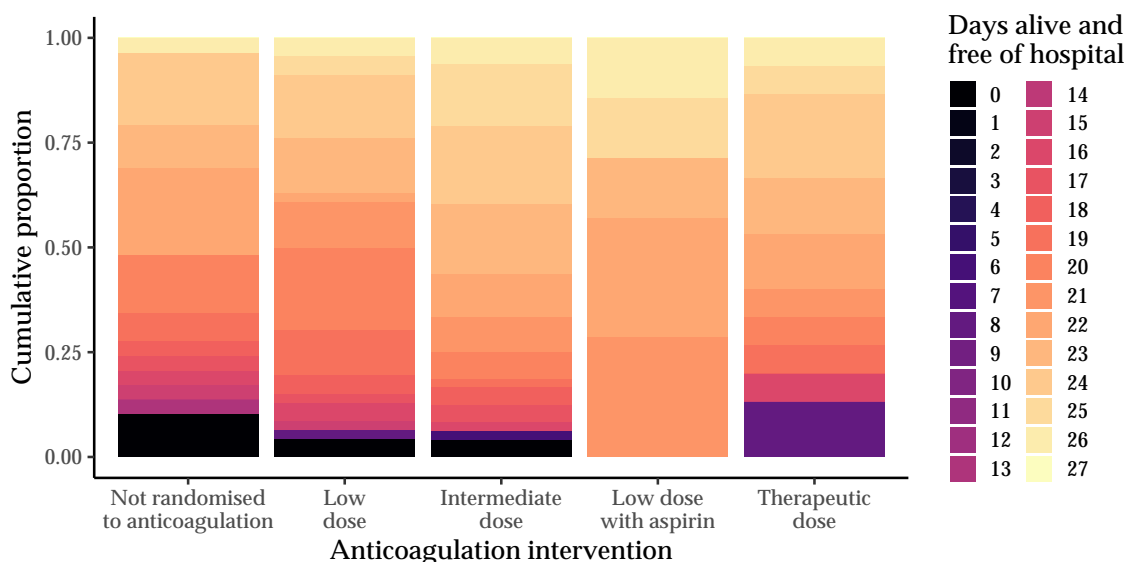 Days alive and
free of hospital
0 14
1 15
2 16
3 17
4 18
5 19
6 20
7 21
8 22
9 23
10 24
11 25
12 26
13 27
Cumulative proportion
1.00
0.75
0.50
0.25
0.00
Not randomised
to anticoagulation
Low
dose
Intermediate
dose
Low dose
with aspirin
Therapeutic
dose
Anticoagulation intervention